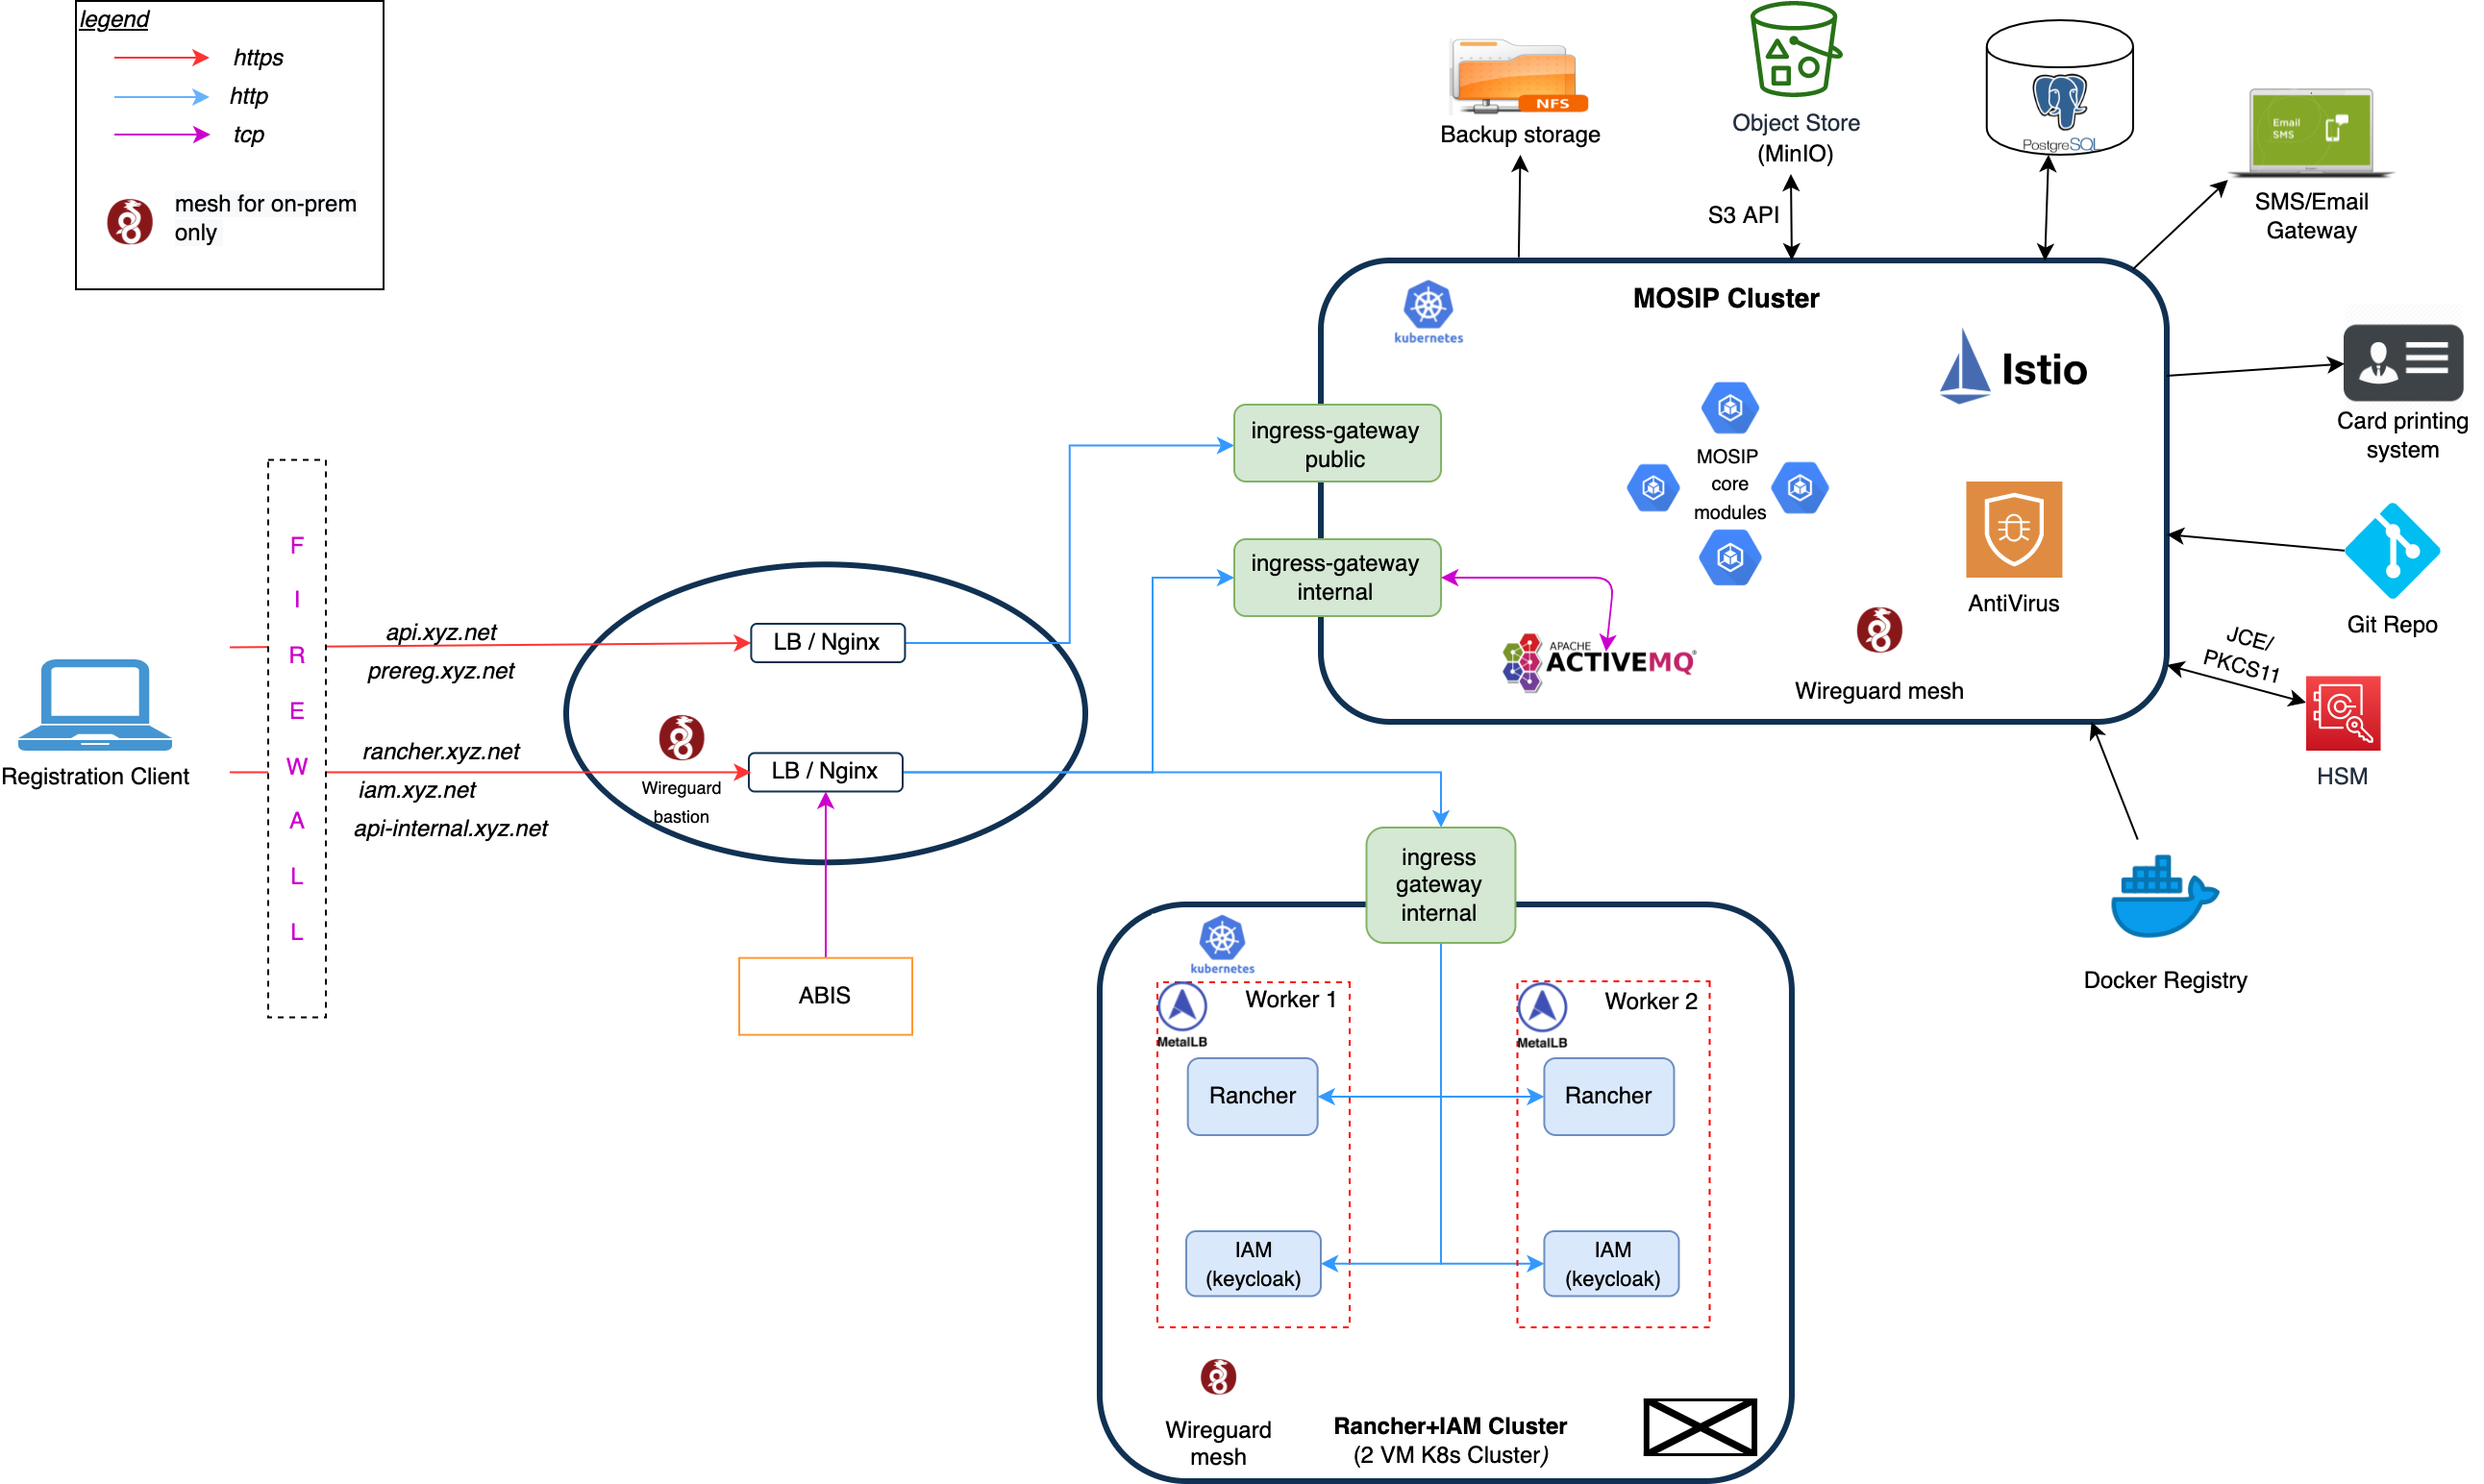 legend
https
http
tcp
mesh for on-prem
only
NFS
Backup storage
Object Store
(MinIO)
S3 API
PostgreSQL
Email
SMS
SMS/Email
Gateway
MOSIP Cluster
kubernetes
Istio
ingress-gateway
public
MOSIP
core
modules
Card printing
system
ingress-gateway
internal
AntiVirus
Git Repo
APACHE
ACTIVEMQ
Wireguard mesh
JCE/
PKCS11
HSM
Docker Registry
F
I
R
E
W
A
L
L
Registration Client
api.xyz.net
prereg.xyz.net
LB / Nginx
rancher.xyz.net
iam.xyz.net
api-internal.xyz.net
Wireguard
bastion
LB / Nginx
ABIS
ingress
gateway
internal
kubernetes
MetalLB
Worker 1
MetalLB
Worker 2
Rancher
Rancher
IAM
(keycloak)
IAM
(keycloak)
Wireguard
mesh
Rancher+IAM Cluster
(2 VM K8s Cluster)